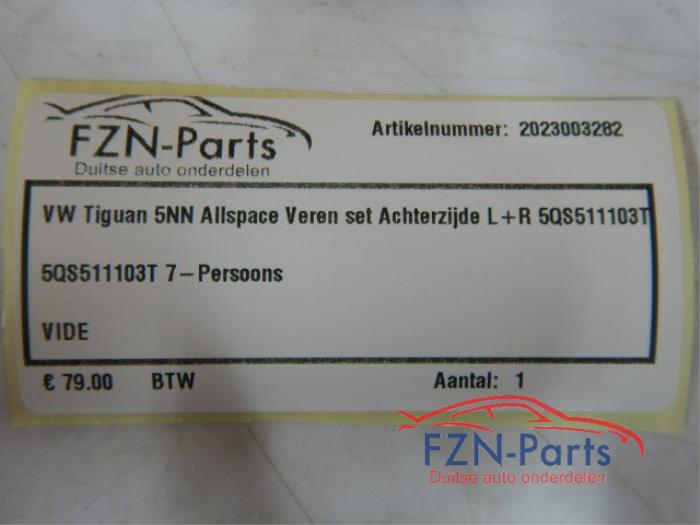 FZN-Parts
Duitse auto onderdelen
Artikelnummer: 2023003282
VW Tiguan 5NN Allspace Veren set Achterzijde L+R 5QS511103T
5QS511103T 7-Persoons
VIDE
€ 79.00 BTW Aantal: 1
FZN-Parts
Duitse auto onderdelen